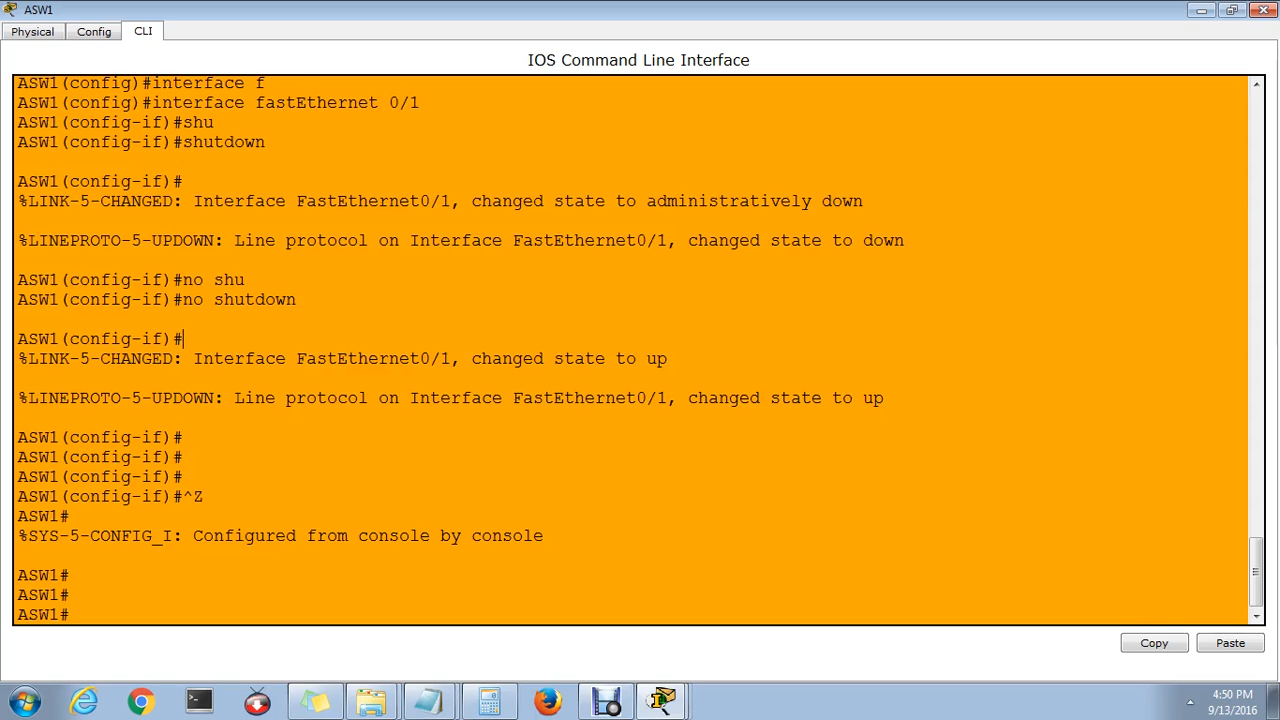 ASW1
Physical
Config
CLI
IOS Command Line Interface
ASW1(config)#interface f
ASW1(config)#interface fastEthernet 0/1
ASW1(config-if)#shu
ASW1(config-if)#shutdown
ASW1(config-if)#
%LINK-5-CHANGED: Interface FastEthernet0/1, changed state to administratively down
%LINEPROTO-5-UPDOWN: Line protocol on Interface FastEthernet0/1, changed state to down
ASW1(config-if)#no shu
ASW1(config-if)#no shutdown
ASW1(config-if)#
%LINK-5-CHANGED: Interface FastEthernet0/1, changed state to up
%LINEPROTO-5-UPDOWN: Line protocol on Interface FastEthernet0/1, changed state to up
ASW1(config-if)#
ASW1(config-if)#
ASW1(config-if)#
ASW1(config-if)#^Z
ASW1#
%SYS-5-CONFIG_I: Configured from console by console
ASW1#
ASW1#
ASW1#
Copy
Paste
4:50 PM
9/13/2016